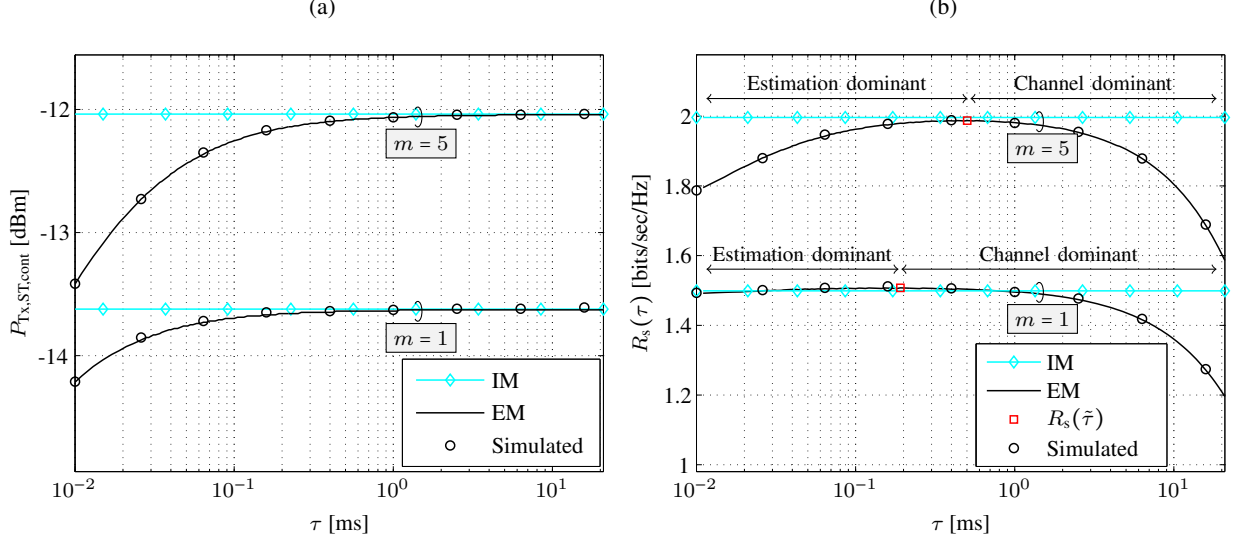 (a)
-12
-13
-14
P_Tx,ST,cont [dBm]
m = 5
m = 1
IM
EM
Simulated
10^−2
10^−1
10^0
10^1
τ [ms]
(b)
2
1.8
1.6
1.4
1.2
1
R_s(τ) [bits/sec/Hz]
Estimation dominant
Channel dominant
m = 5
Estimation dominant
Channel dominant
m = 1
IM
EM
R_s(τ̃)
Simulated
10^−2
10^−1
10^0
10^1
τ [ms]